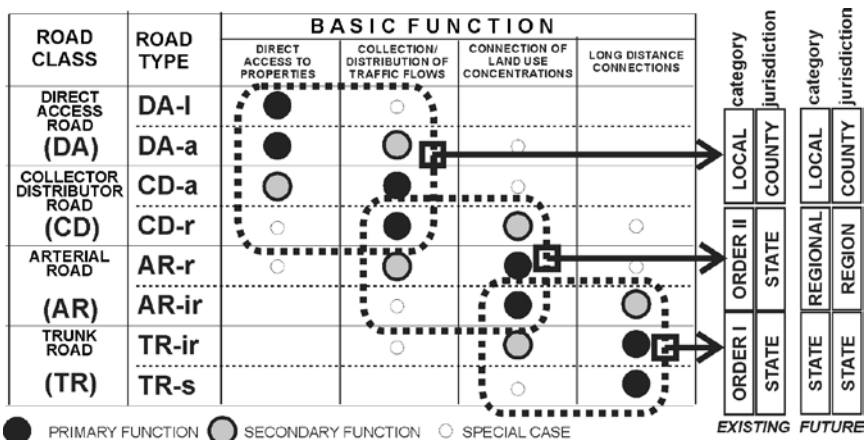 BASIC FUNCTION
ROAD
CLASS
ROAD
TYPE
DIRECT
ACCESS TO
PROPERTIES
COLLECTION/
DISTRIBUTION OF
TRAFFIC FLOWS
CONNECTION OF
LAND USE
CONCENTRATIONS
LONG DISTANCE
CONNECTIONS
category
jurisdiction
category
jurisdiction
DIRECT
ACCESS
ROAD
(DA)
DA-l
DA-a
LOCAL
COUNTY
LOCAL
COUNTY
COLLECTOR
DISTRIBUTOR
ROAD
(CD)
CD-a
CD-r
ORDER II
STATE
REGIONAL
REGION
ARTERIAL
ROAD
(AR)
AR-r
AR-ir
TRUNK
ROAD
(TR)
TR-ir
TR-s
ORDER I
STATE
STATE
STATE
PRIMARY FUNCTION
SECONDARY FUNCTION
SPECIAL CASE
EXISTING
FUTURE